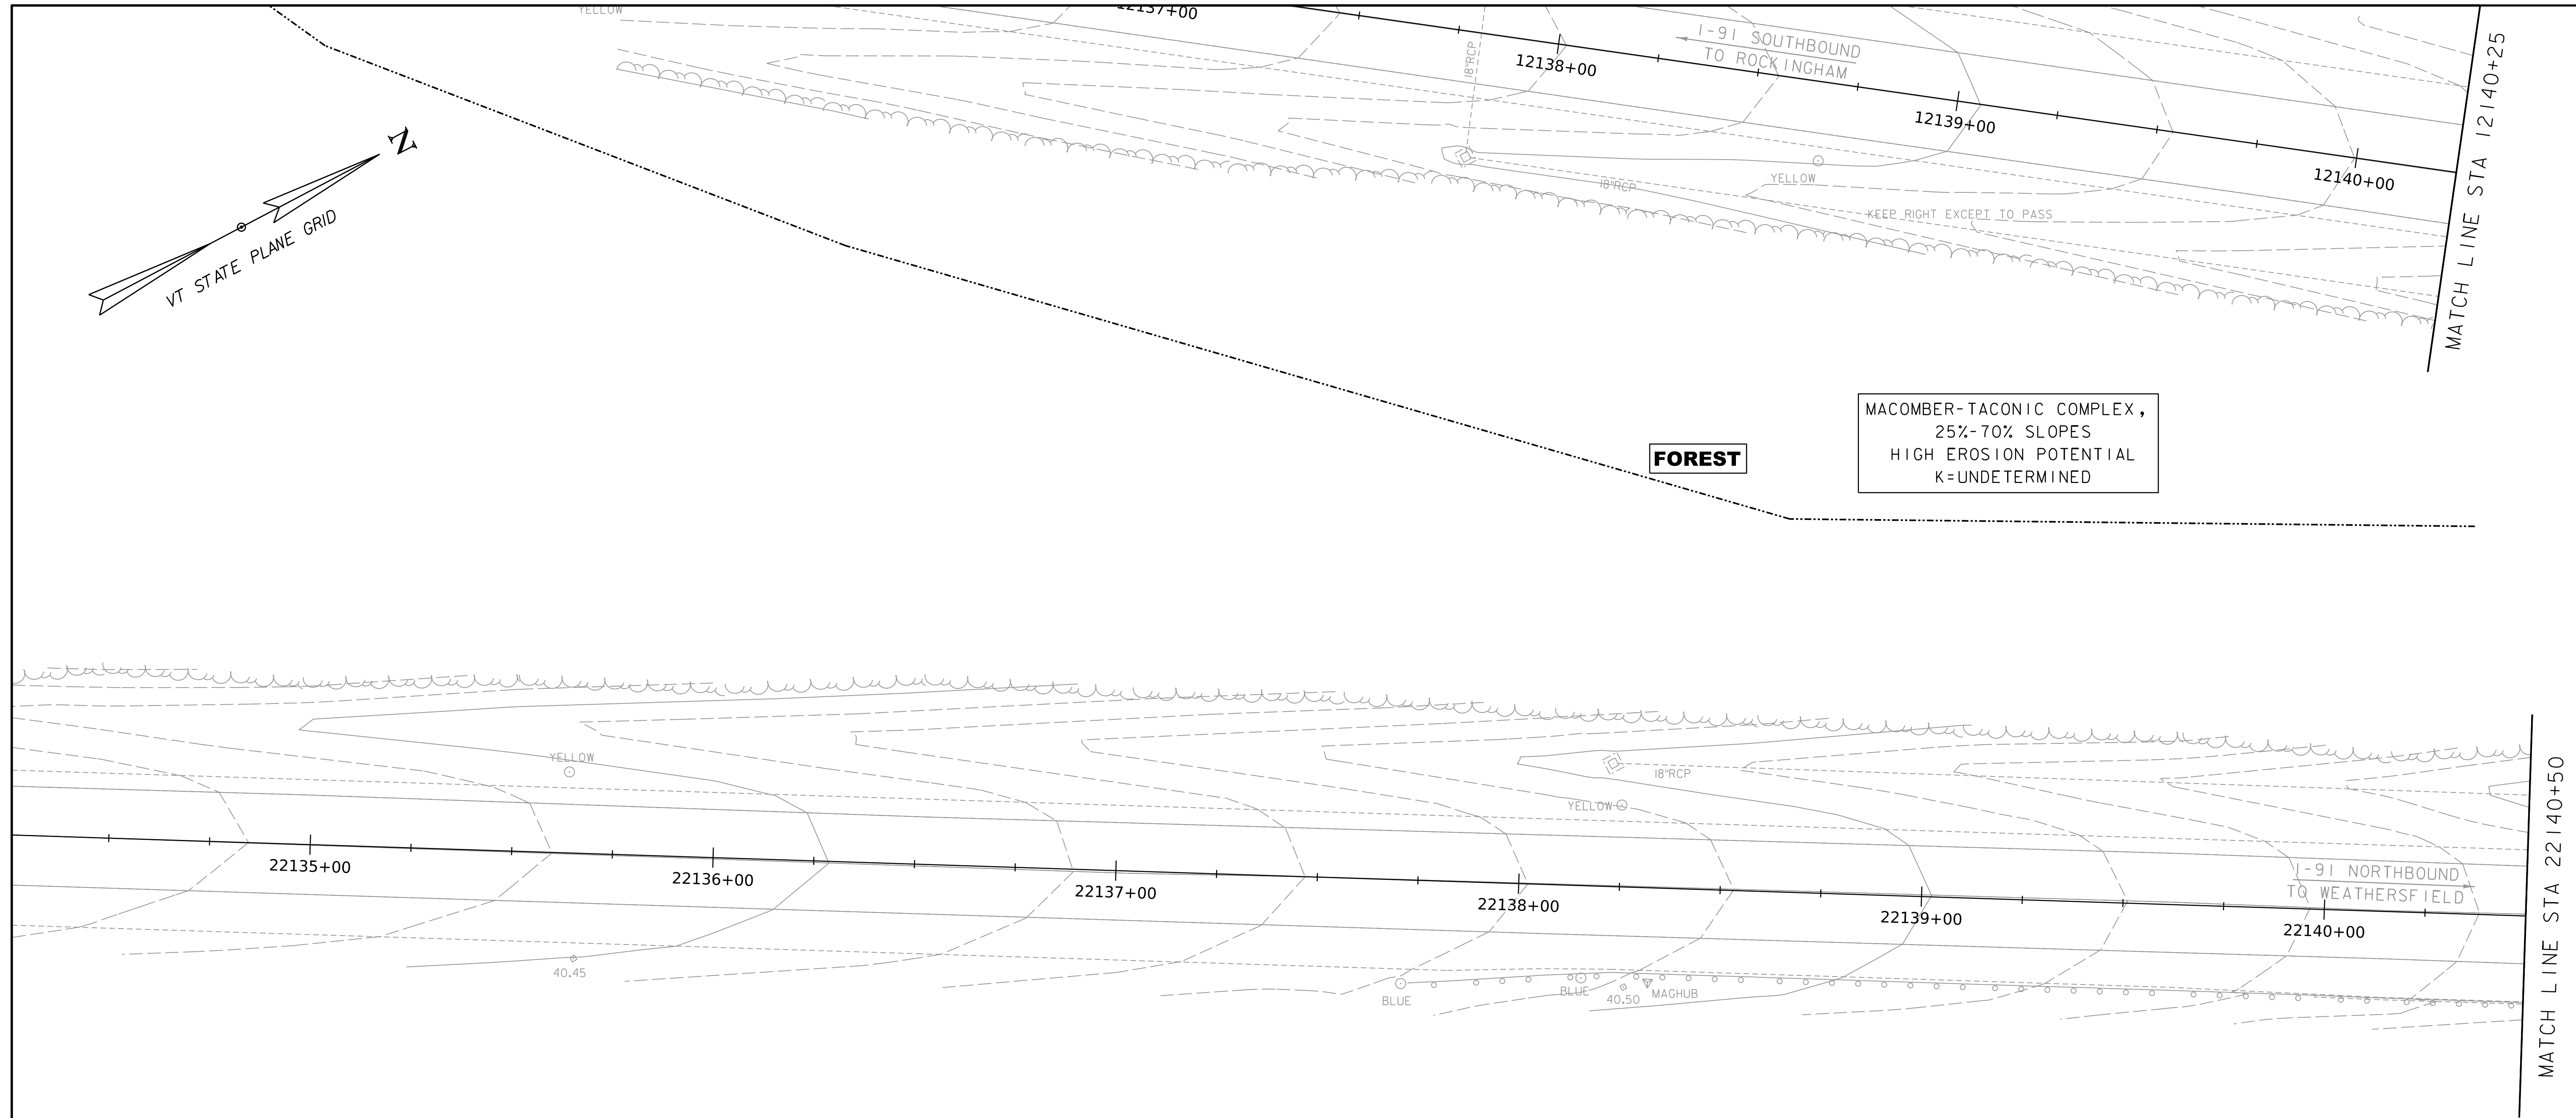 YELLOW
12137+00
18"RCP
I-91 SOUTHBOUND
TO ROCKINGHAM
12138+00
12139+00
12140+00
MATCH LINE STA 12140+25
N
VT STATE PLANE GRID
18"RCP
YELLOW
KEEP RIGHT EXCEPT TO PASS
FOREST
MACOMBER-TACONIC COMPLEX,
25%-70% SLOPES
HIGH EROSION POTENTIAL
K=UNDETERMINED
YELLOW
18"RCP
YELLOW
22135+00
22136+00
22137+00
22138+00
22139+00
22140+00
I-91 NORTHBOUND
TO WEATHERSFIELD
MATCH LINE STA 22140+50
40.45
BLUE
BLUE
40.50
MAGHUB